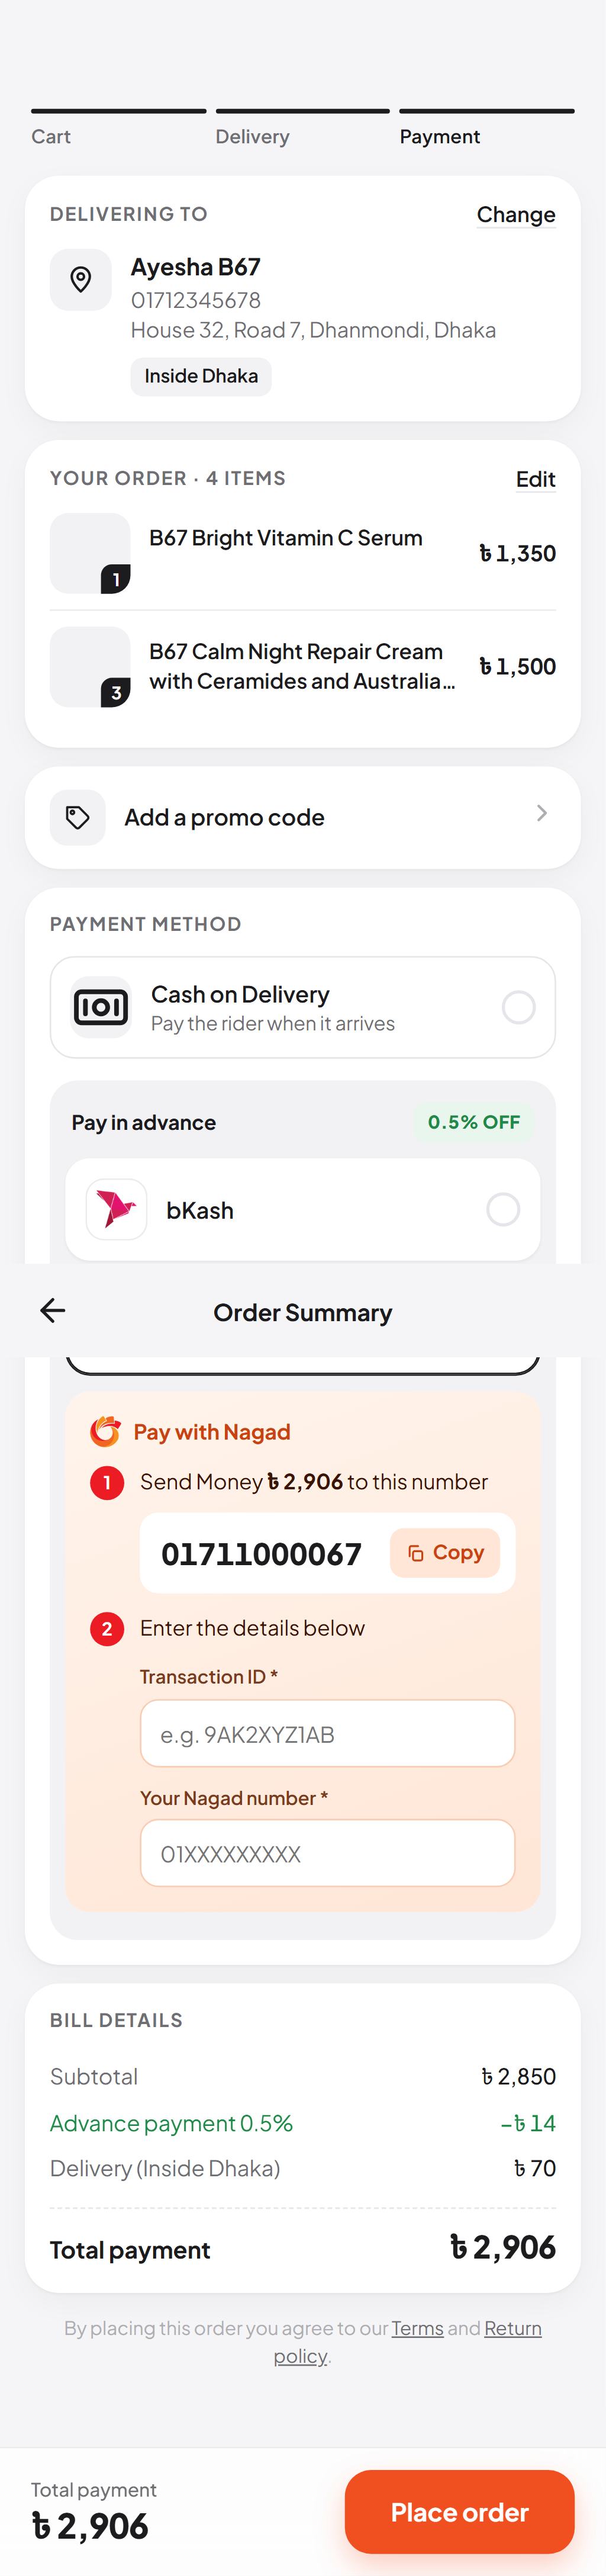 Cart
Delivery
Payment
DELIVERING TO
Change
Ayesha B67
01712345678
House 32, Road 7, Dhanmondi, Dhaka
Inside Dhaka
YOUR ORDER · 4 ITEMS
Edit
B67 Bright Vitamin C Serum
৳ 1,350
1
B67 Calm Night Repair Cream
with Ceramides and Australia...
৳ 1,500
3
Add a promo code
PAYMENT METHOD
Cash on Delivery
Pay the rider when it arrives
Pay in advance
0.5% OFF
bKash
Order Summary
Pay with Nagad
1 Send Money ৳ 2,906 to this number
01711000067
Copy
2 Enter the details below
Transaction ID *
e.g. 9AK2XYZ1AB
Your Nagad number *
01XXXXXXXXX
BILL DETAILS
Subtotal ৳ 2,850
Advance payment 0.5% −৳ 14
Delivery (Inside Dhaka) ৳ 70
Total payment ৳ 2,906
By placing this order you agree to our Terms and Return
policy.
Total payment
৳ 2,906
Place order